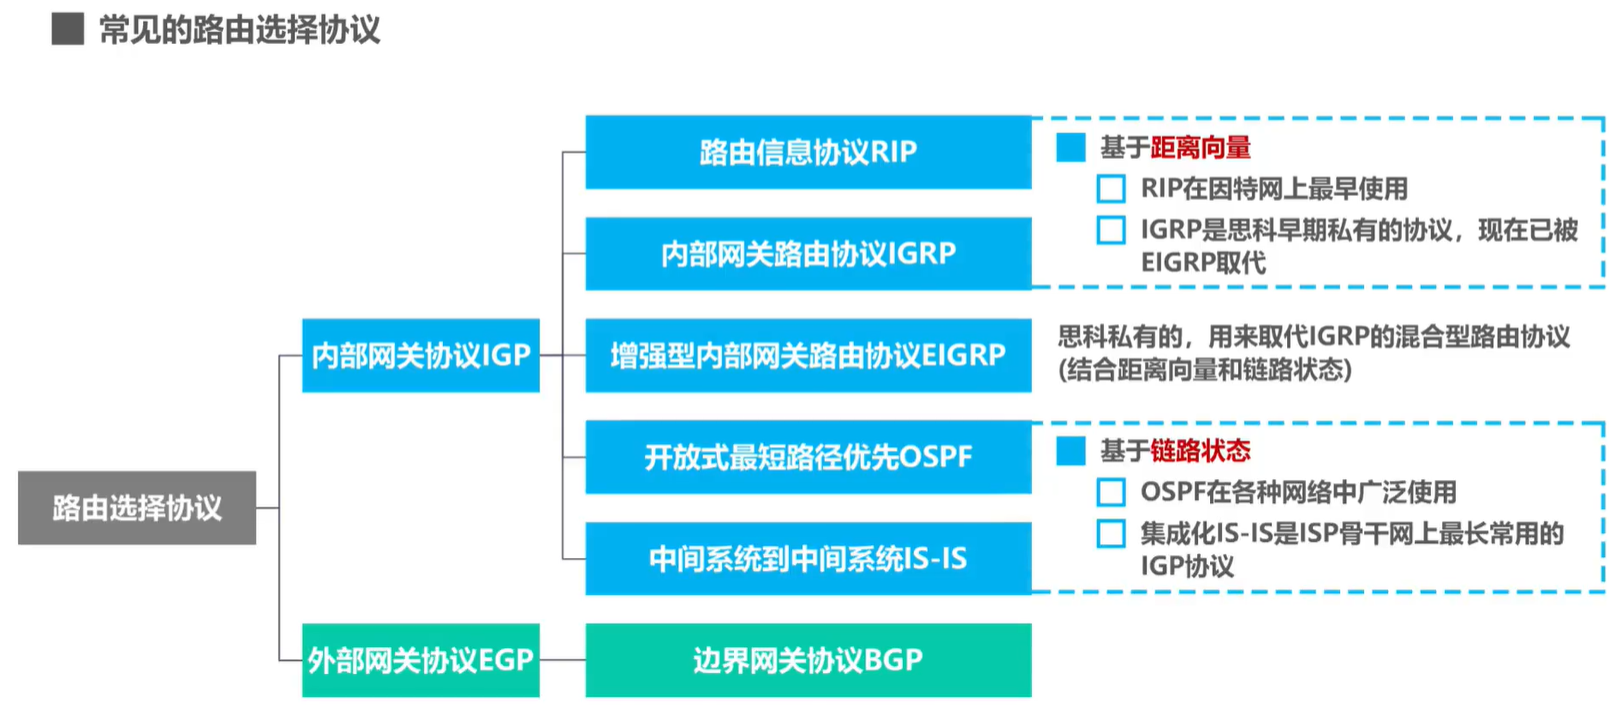 常见的路由选择协议
路由信息协议RIP
基于距离向量
RIP在因特网上最早使用
内部网关路由协议IGRP
IGRP是思科早期私有的协议，现在已被
EIGRP取代
内部网关协议IGP
增强型内部网关路由协议EIGRP
思科私有的，用来取代IGRP的混合型路由协议
(结合距离向量和链路状态)
开放式最短路径优先OSPF
基于链路状态
OSPF在各种网络中广泛使用
路由选择协议
中间系统到中间系统IS-IS
集成化IS-IS是ISP骨干网上最长常用的
IGP协议
外部网关协议EGP
边界网关协议BGP